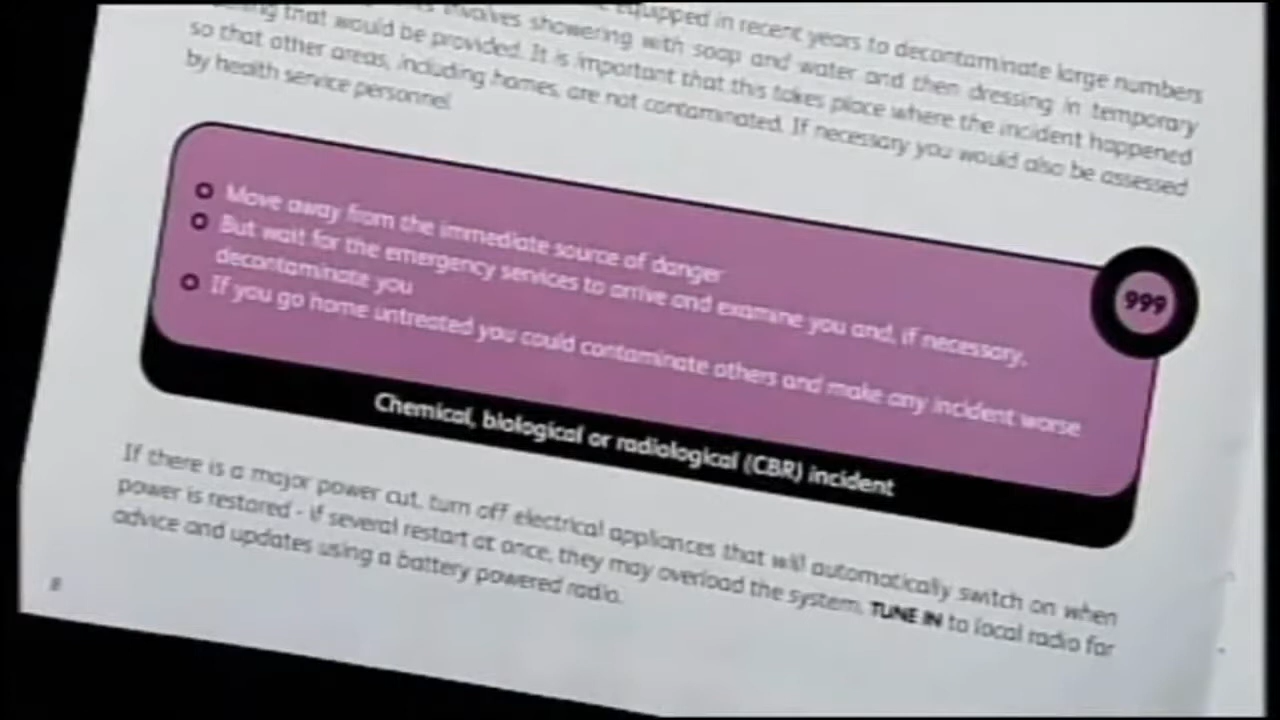 equipped in recent years to decontaminate large numbers
involves showering with soap and water and then dressing in temporary
that would be provided. It is important that this takes place where the incident happened
so that other areas, including homes, are not contaminated. If necessary you would also be assessed
by health service personnel.
Move away from the immediate source of danger
But wait for the emergency services to arrive and examine you and, if necessary,
decontaminate you
If you go home untreated you could contaminate others and make any incident worse
999
Chemical, biological or radiological (CBR) incident
If there is a major power cut, turn off electrical appliances that will automatically switch on when
power is restored - if several restart at once, they may overload the system. TUNE IN to local radio for
advice and updates using a battery powered radio.
8